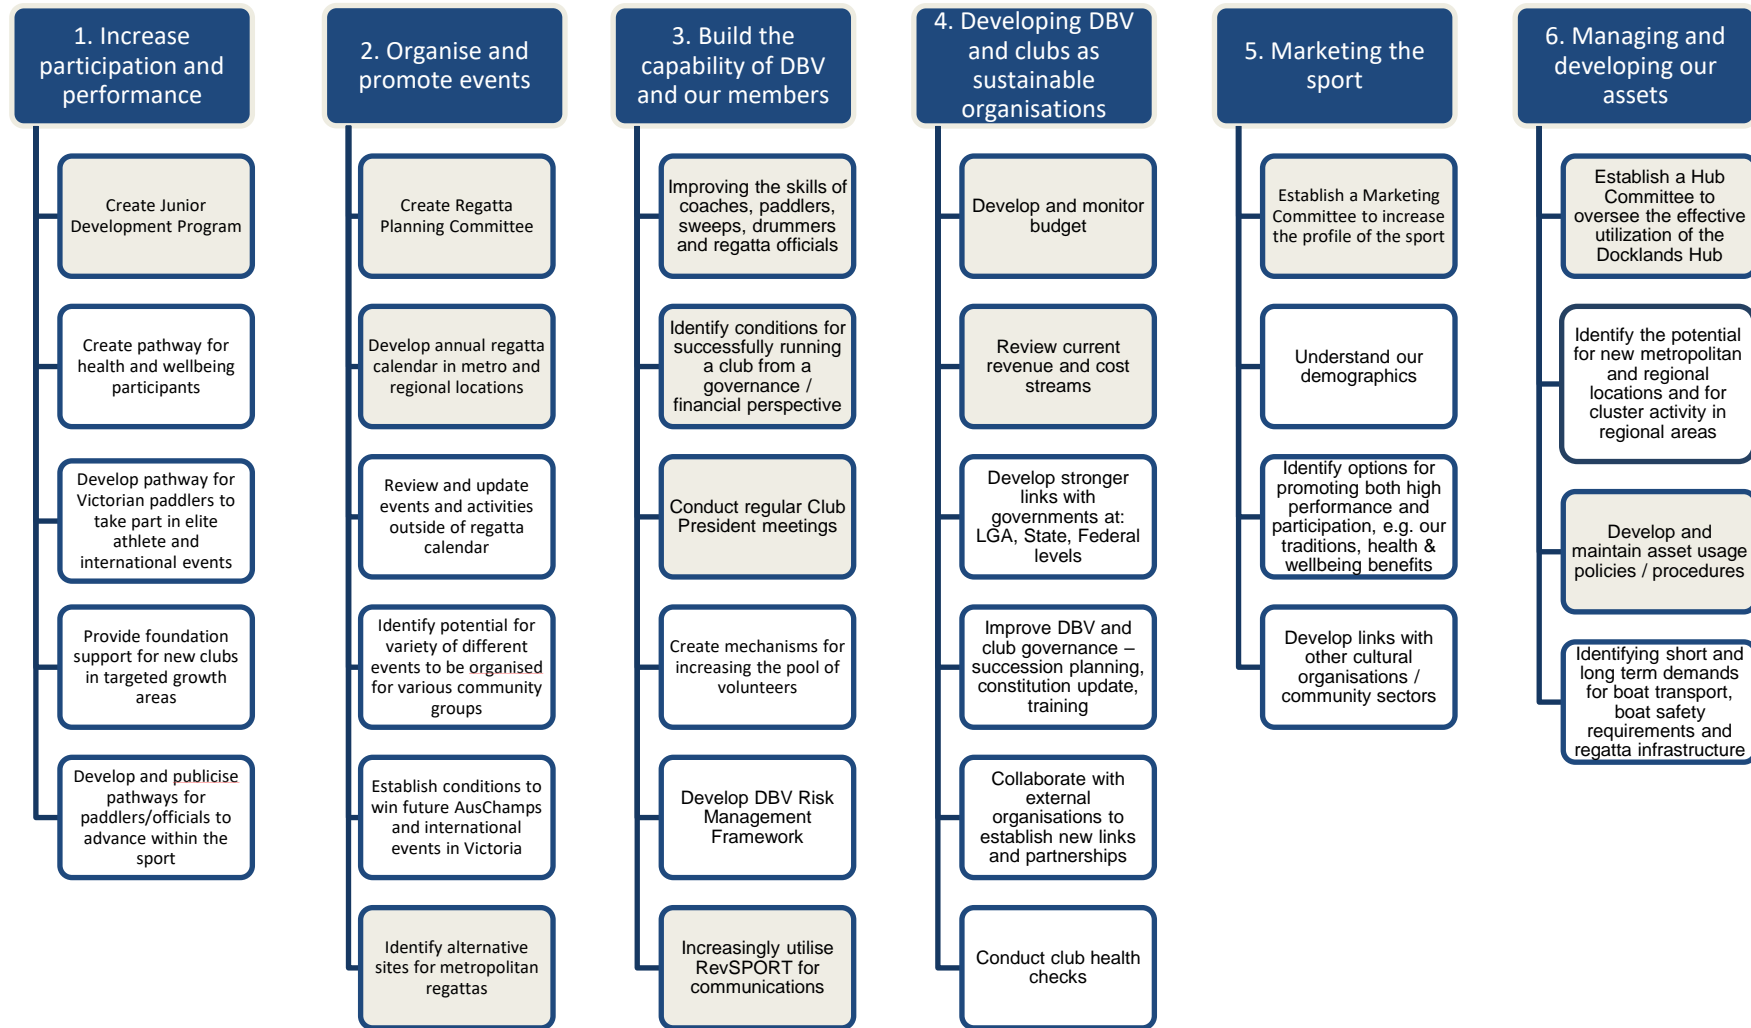 1. Increase
participation and
performance
Create Junior
Development Program
Create pathway for
health and wellbeing
participants
Develop pathway for
Victorian paddlers to
take part in elite
athlete and
international events
Provide foundation
support for new clubs
in targeted growth
areas
Develop and publicise
pathways for
paddlers/officials to
advance within the
sport
2. Organise and
promote events
Create Regatta
Planning Committee
Develop annual regatta
calendar in metro and
regional locations
Review and update
events and activities
outside of regatta
calendar
Identify potential for
variety of different
events to be organised
for various community
groups
Establish conditions to
win future AusChamps
and international
events in Victoria
Identify alternative
sites for metropolitan
regattas
3. Build the
capability of DBV
and our members
Improving the skills of
coaches, paddlers,
sweeps, drummers
and regatta officials
Identify conditions for
successfully running
a club from a
governance /
financial perspective
Conduct regular Club
President meetings
Create mechanisms for
increasing the pool of
volunteers
Develop DBV Risk
Management
Framework
Increasingly utilise
RevSPORT for
communications
4. Developing DBV
and clubs as
sustainable
organisations
Develop and monitor
budget
Review current
revenue and cost
streams
Develop stronger
links with
governments at:
LGA, State, Federal
levels
Improve DBV and
club governance –
succession planning,
constitution update,
training
Collaborate with
external
organisations to
establish new links
and partnerships
Conduct club health
checks
5. Marketing the
sport
Establish a Marketing
Committee to increase
the profile of the sport
Understand our
demographics
Identify options for
promoting both high
performance and
participation, e.g. our
traditions, health &
wellbeing benefits
Develop links with
other cultural
organisations /
community sectors
6. Managing and
developing our
assets
Establish a Hub
Committee to
oversee the effective
utilization of the
Docklands Hub
Identify the potential
for new metropolitan
and regional
locations and for
cluster activity in
regional areas
Develop and
maintain asset usage
policies / procedures
Identifying short and
long term demands
for boat transport,
boat safety
requirements and
regatta infrastructure